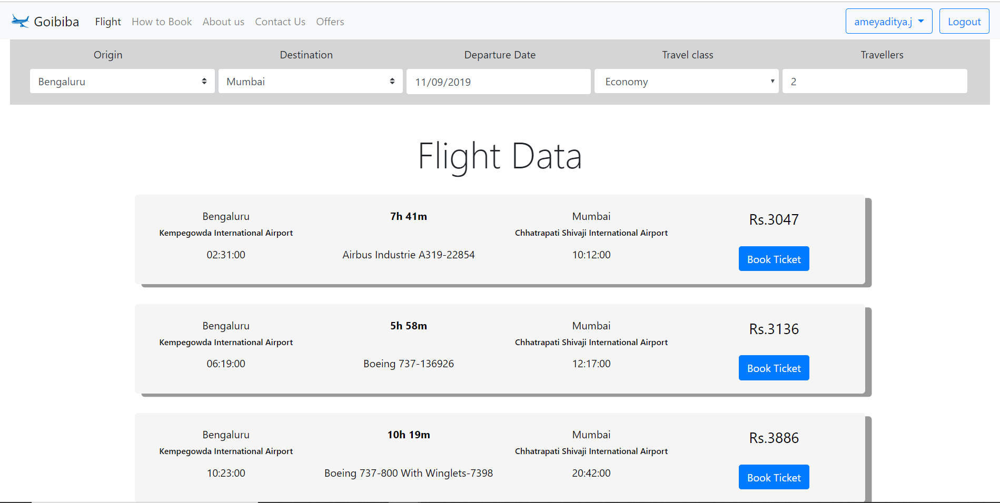 Goibiba Flight How to Book About us Contact Us Offers ameyaditya.j Logout
Origin Destination Departure Date Travel class Travellers
Bengaluru Mumbai 11/09/2019 Economy 2
Flight Data
Bengaluru 7h 41m Mumbai Rs.3047
Kempegowda International Airport Chhatrapati Shivaji International Airport
02:31:00 Airbus Industrie A319-22854 10:12:00 Book Ticket
Bengaluru 5h 58m Mumbai Rs.3136
Kempegowda International Airport Chhatrapati Shivaji International Airport
06:19:00 Boeing 737-136926 12:17:00 Book Ticket
Bengaluru 10h 19m Mumbai Rs.3886
Kempegowda International Airport Chhatrapati Shivaji International Airport
10:23:00 Boeing 737-800 With Winglets-7398 20:42:00 Book Ticket